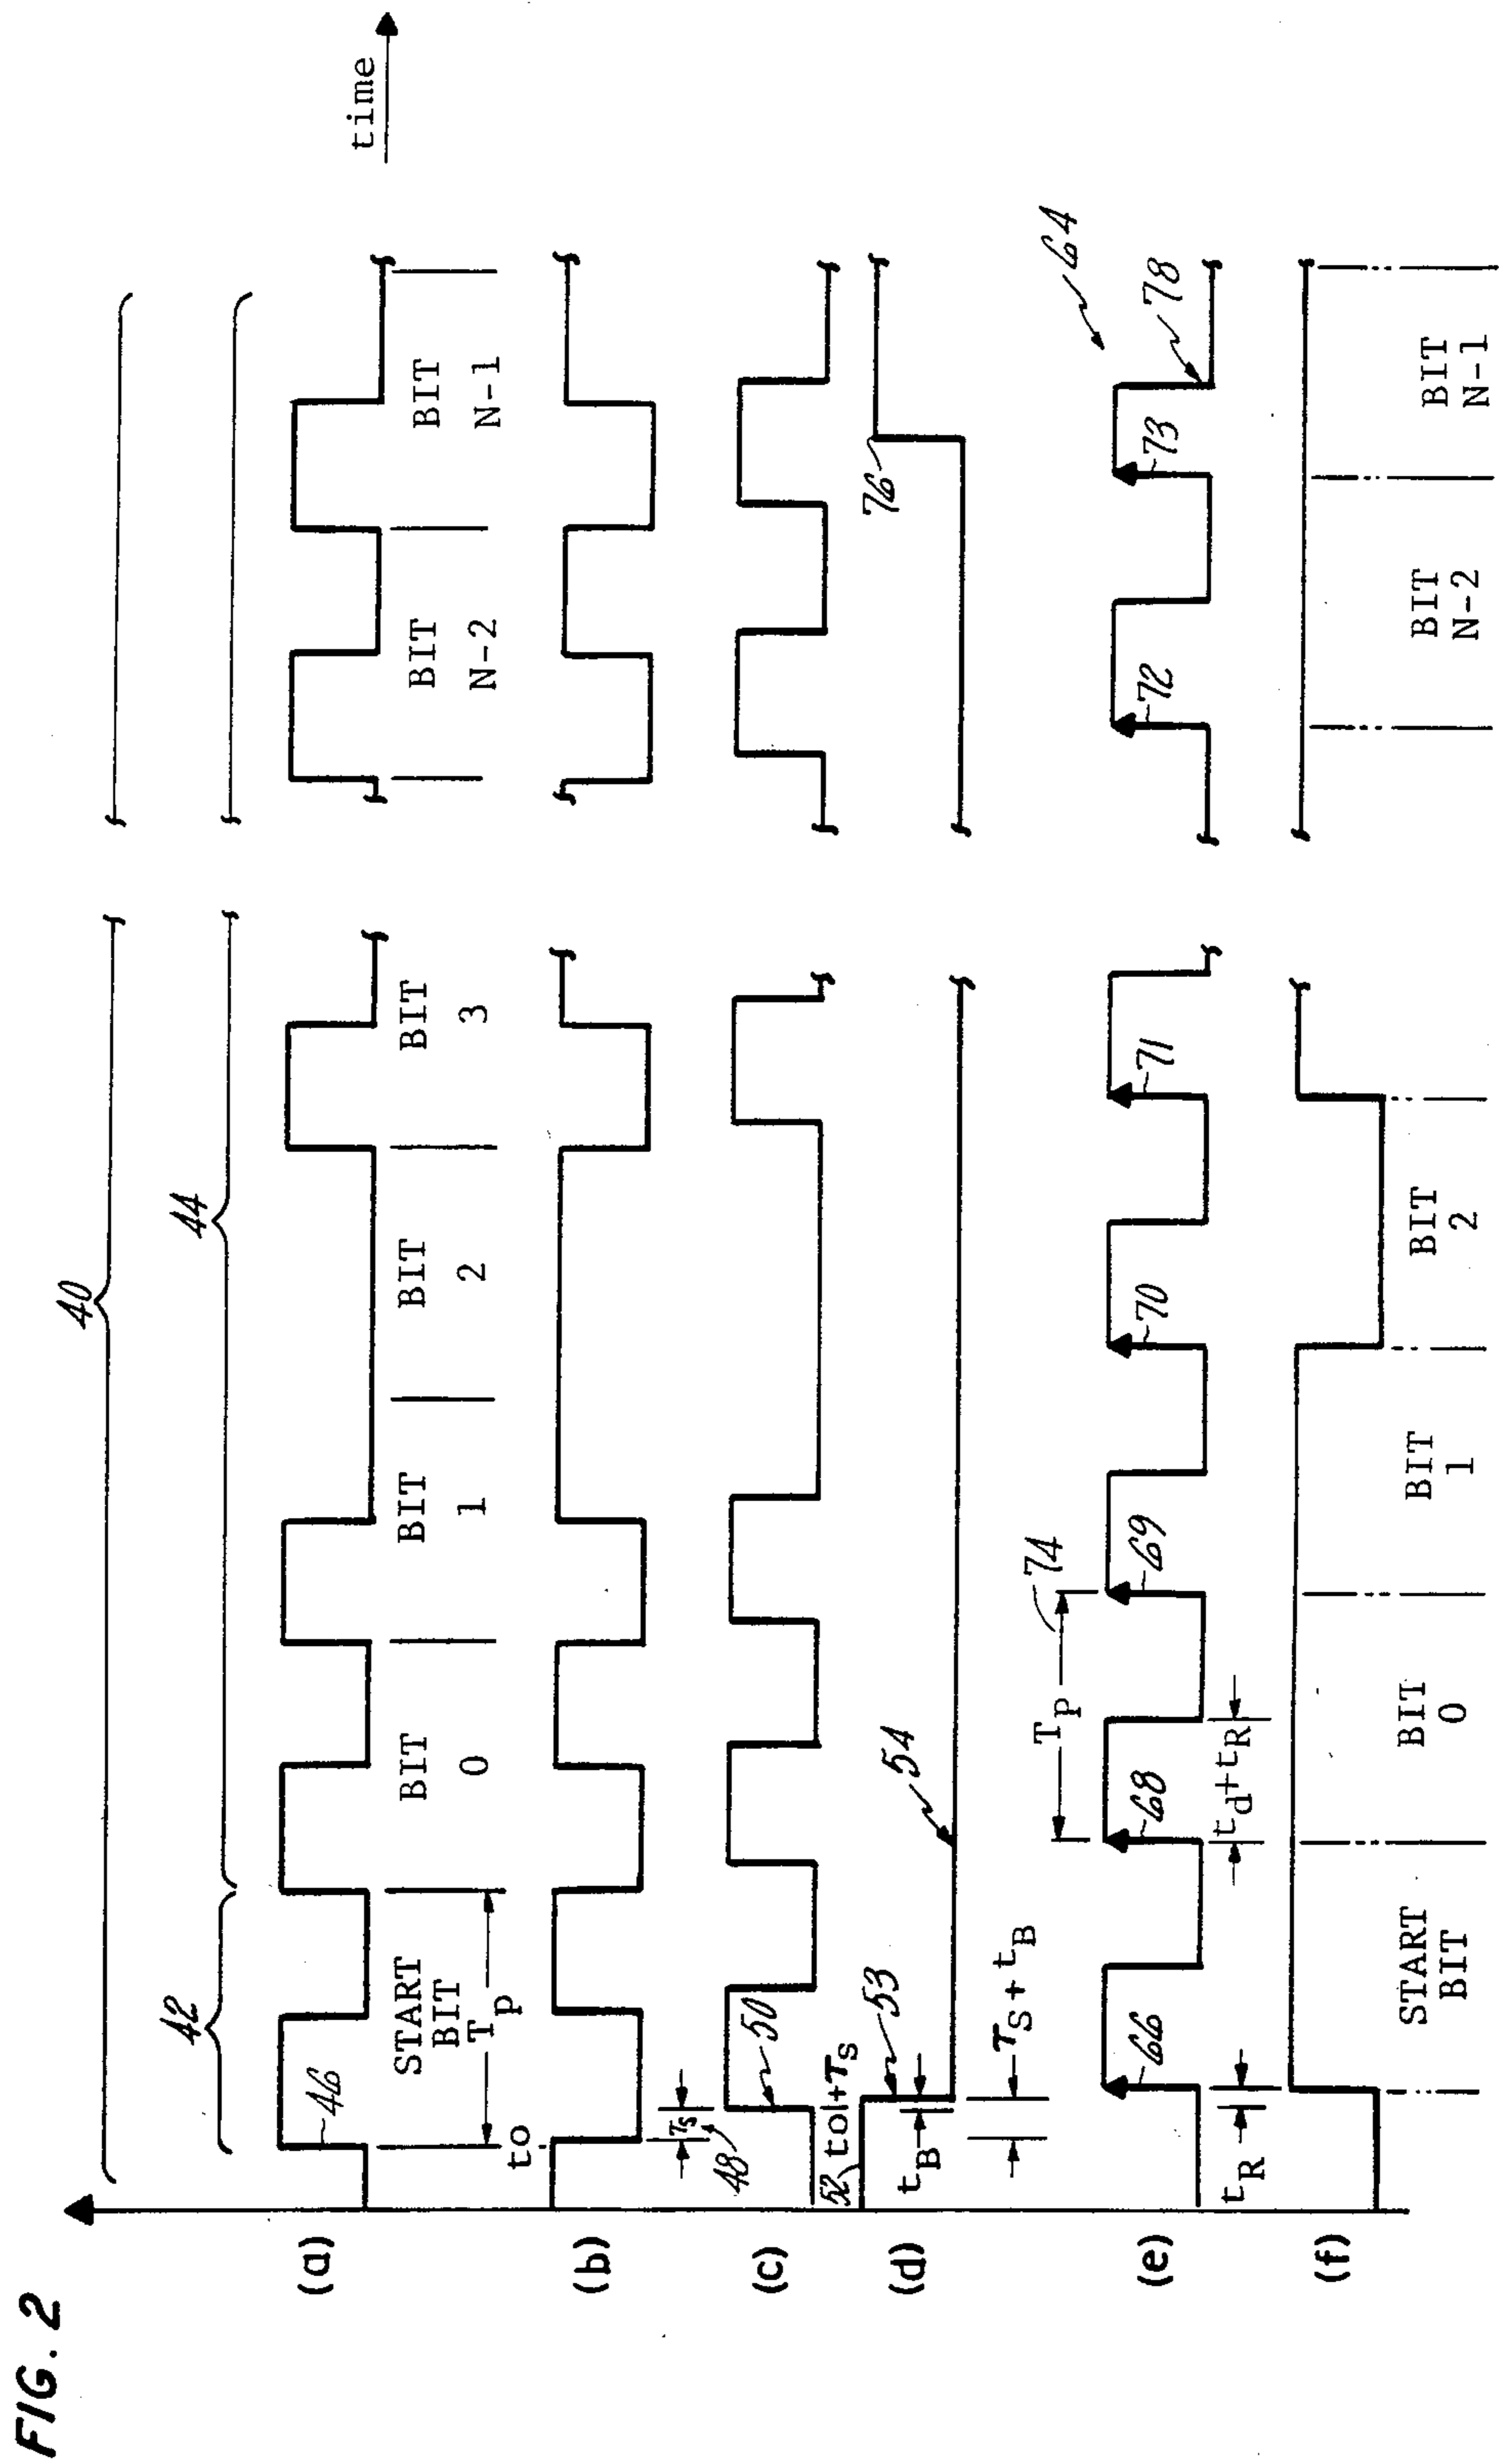 FIG. 2
time
40
42
44
(a)
46
START
BIT
Tp
BIT
0
BIT
1
BIT
2
BIT
3
BIT
N-2
BIT
N-1
(b)
to
Ts
48
(c)
50
tol+Ts
(d)
52
53
54
76
tB
Ts+tB
64
(e)
66
68
69
70
71
72
73
78
Tp
74
tR
td+tR
(f)
START
BIT
BIT
0
BIT
1
BIT
2
BIT
N-2
BIT
N-1